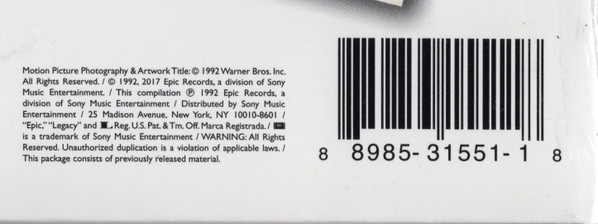 Motion Picture Photography & Artwork Title: © 1992 Warner Bros. Inc.
All Rights Reserved. / © 1992, 2017 Epic Records, a division of Sony
Music Entertainment. / This compilation ℗ 1992 Epic Records, a
division of Sony Music Entertainment / Distributed by Sony Music
Entertainment / 25 Madison Avenue, New York, NY 10010-8601 /
"Epic," "Legacy" and L Reg. U.S. Pat. & Tm. Off. Marca Registrada. /
is a trademark of Sony Music Entertainment / WARNING: All Rights
Reserved. Unauthorized duplication is a violation of applicable laws. /
This package consists of previously released material.
8 8985-31551-1 8